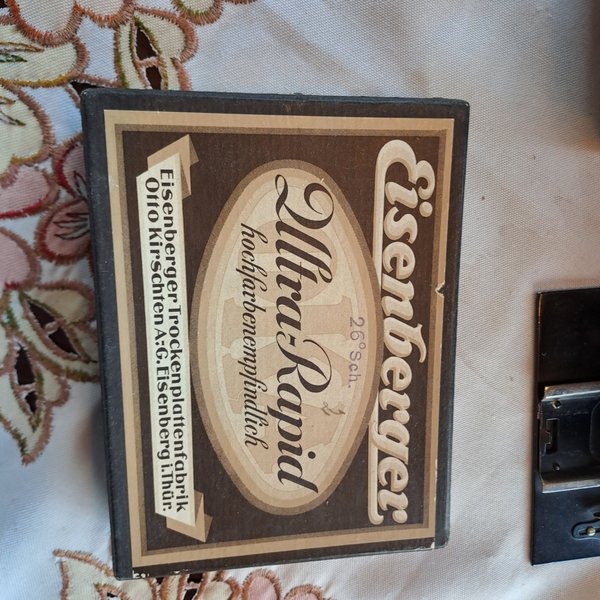 Eisenberger
26° Sch.
Ultra-Rapid
hochfarbenempfindlich
Eisenberger Trockenplattenfabrik
Otto Kirschten A.-G. Eisenberg i. Thür.